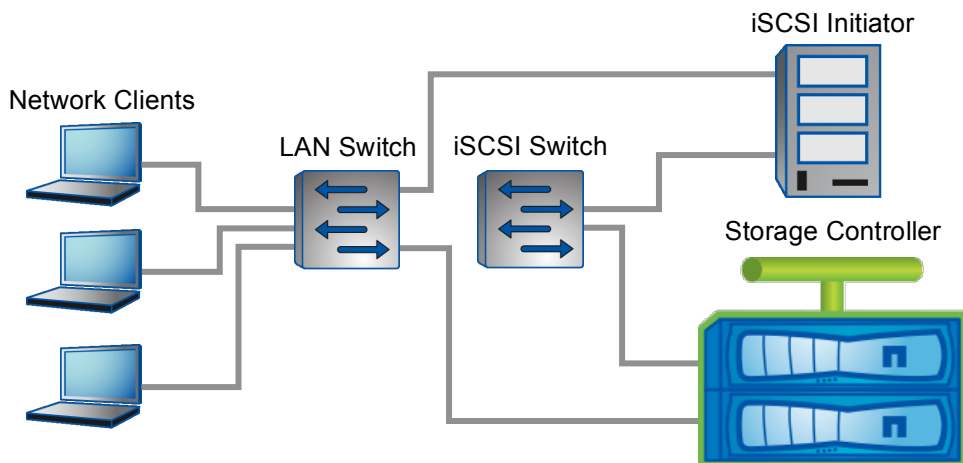 iSCSI Initiator
Network Clients
LAN Switch
iSCSI Switch
Storage Controller